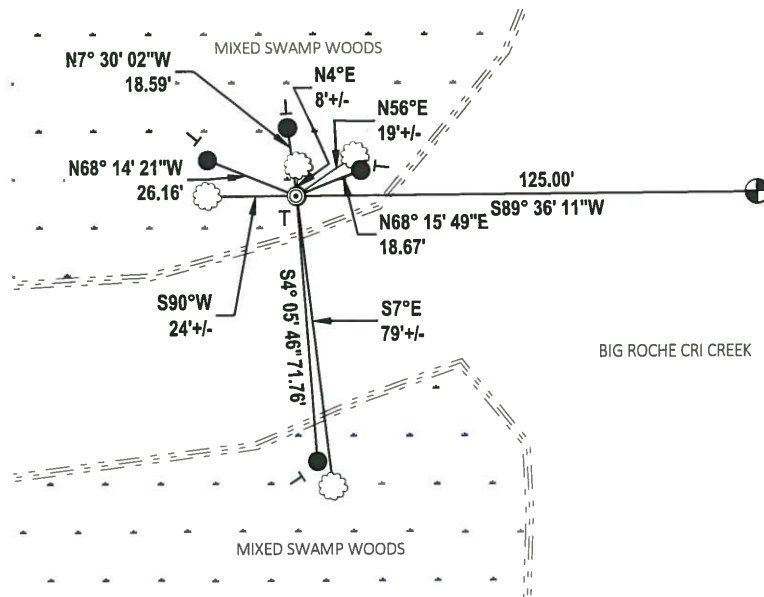 MIXED SWAMP WOODS
N7° 30' 02"W
18.59'
N4°E
8'+/-
N56°E
19'+/-
N68° 14' 21"W
26.16'
125.00'
S89° 36' 11"W
N68° 15' 49"E
18.67'
T
T
T
T
S90°W
24'+/-
S4° 05' 46" 71.76'
S7°E
79'+/-
BIG ROCHE CRI CREEK
T
MIXED SWAMP WOODS